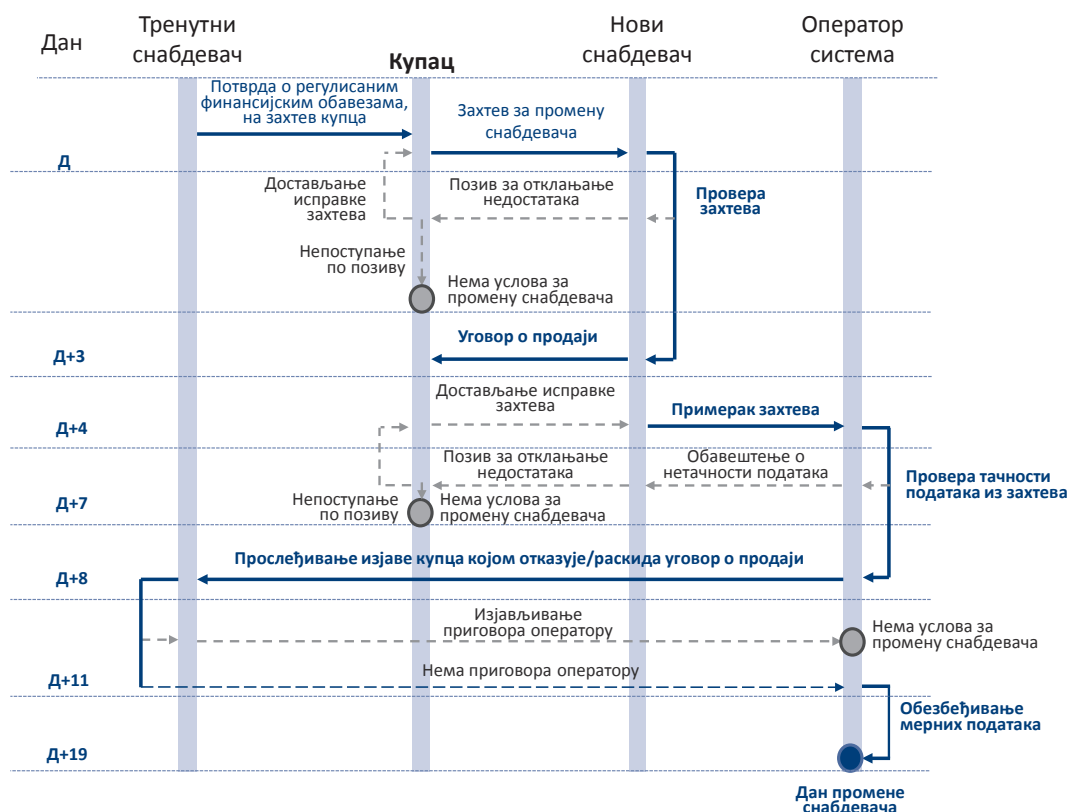 Дан
Тренутни
снабдевач
Купац
Нови
снабдевач
Оператор
система
Потврда о регулисаним
финансијским обавезама,
на захтев купца
Захтев за промену
снабдевача
Д
Достављање
исправке
захтева
Позив за отклањање
недостатака
Провера
захтева
Непоступање
по позиву
Нема услова за
промену снабдевача
Уговор о продаји
Д+3
Достављање исправке
захтева
Примерак захтева
Д+4
Позив за отклањање
недостатака
Обавештење о
нетачности података
Провера тачности
података из захтева
Непоступање
по позиву
Нема услова за
промену снабдевача
Д+7
Прослеђивање изјаве купца којом отказује/раскида уговор о продаји
Д+8
Изјављивање
приговора оператору
Нема услова за
промену снабдевача
Нема приговора оператору
Д+11
Обезбеђивање
мерних података
Д+19
Дан промене
снабдевача